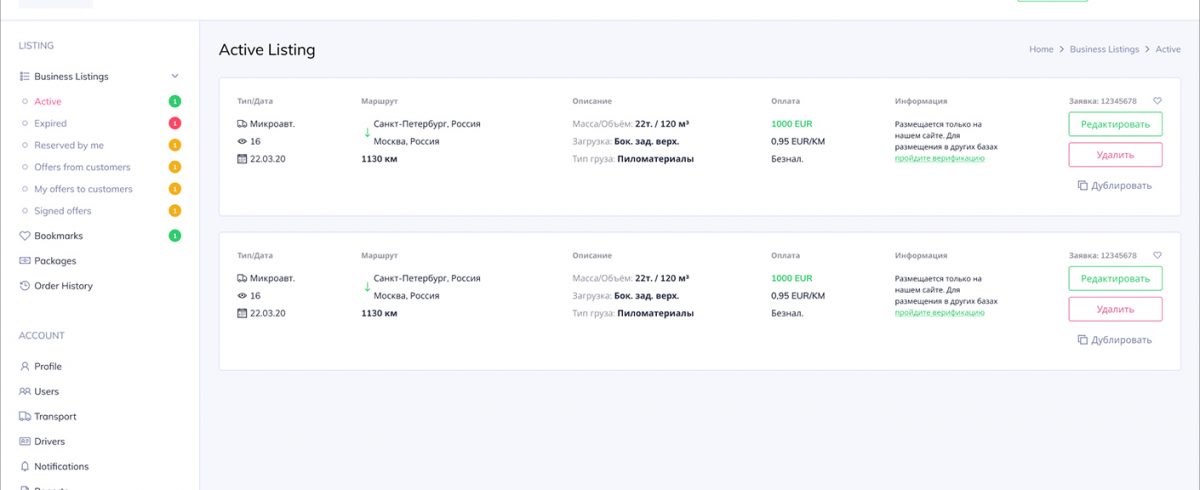 LISTING
Business Listings
Active 1
Expired 1
Reserved by me 1
Offers from customers 1
My offers to customers 1
Signed offers 1
Bookmarks 1
Packages
Order History
ACCOUNT
Profile
Users
Transport
Drivers
Notifications
Active Listing
Home > Business Listings > Active
Тип/Дата
Микроавт.
16
22.03.20
Маршрут
Санкт-Петербург, Россия
↓
Москва, Россия
1130 км
Описание
Масса/Объём: 22т. / 120 м³
Загрузка: Бок. зад. верх.
Тип груза: Пиломатериалы
Оплата
1000 EUR
0,95 EUR/KM
Безнал.
Информация
Размещается только на
нашем сайте. Для
размещения в других базах
пройдите верификацию
Заявка: 12345678
Редактировать
Удалить
Дублировать
Тип/Дата
Микроавт.
16
22.03.20
Маршрут
Санкт-Петербург, Россия
↓
Москва, Россия
1130 км
Описание
Масса/Объём: 22т. / 120 м³
Загрузка: Бок. зад. верх.
Тип груза: Пиломатериалы
Оплата
1000 EUR
0,95 EUR/KM
Безнал.
Информация
Размещается только на
нашем сайте. Для
размещения в других базах
пройдите верификацию
Заявка: 12345678
Редактировать
Удалить
Дублировать